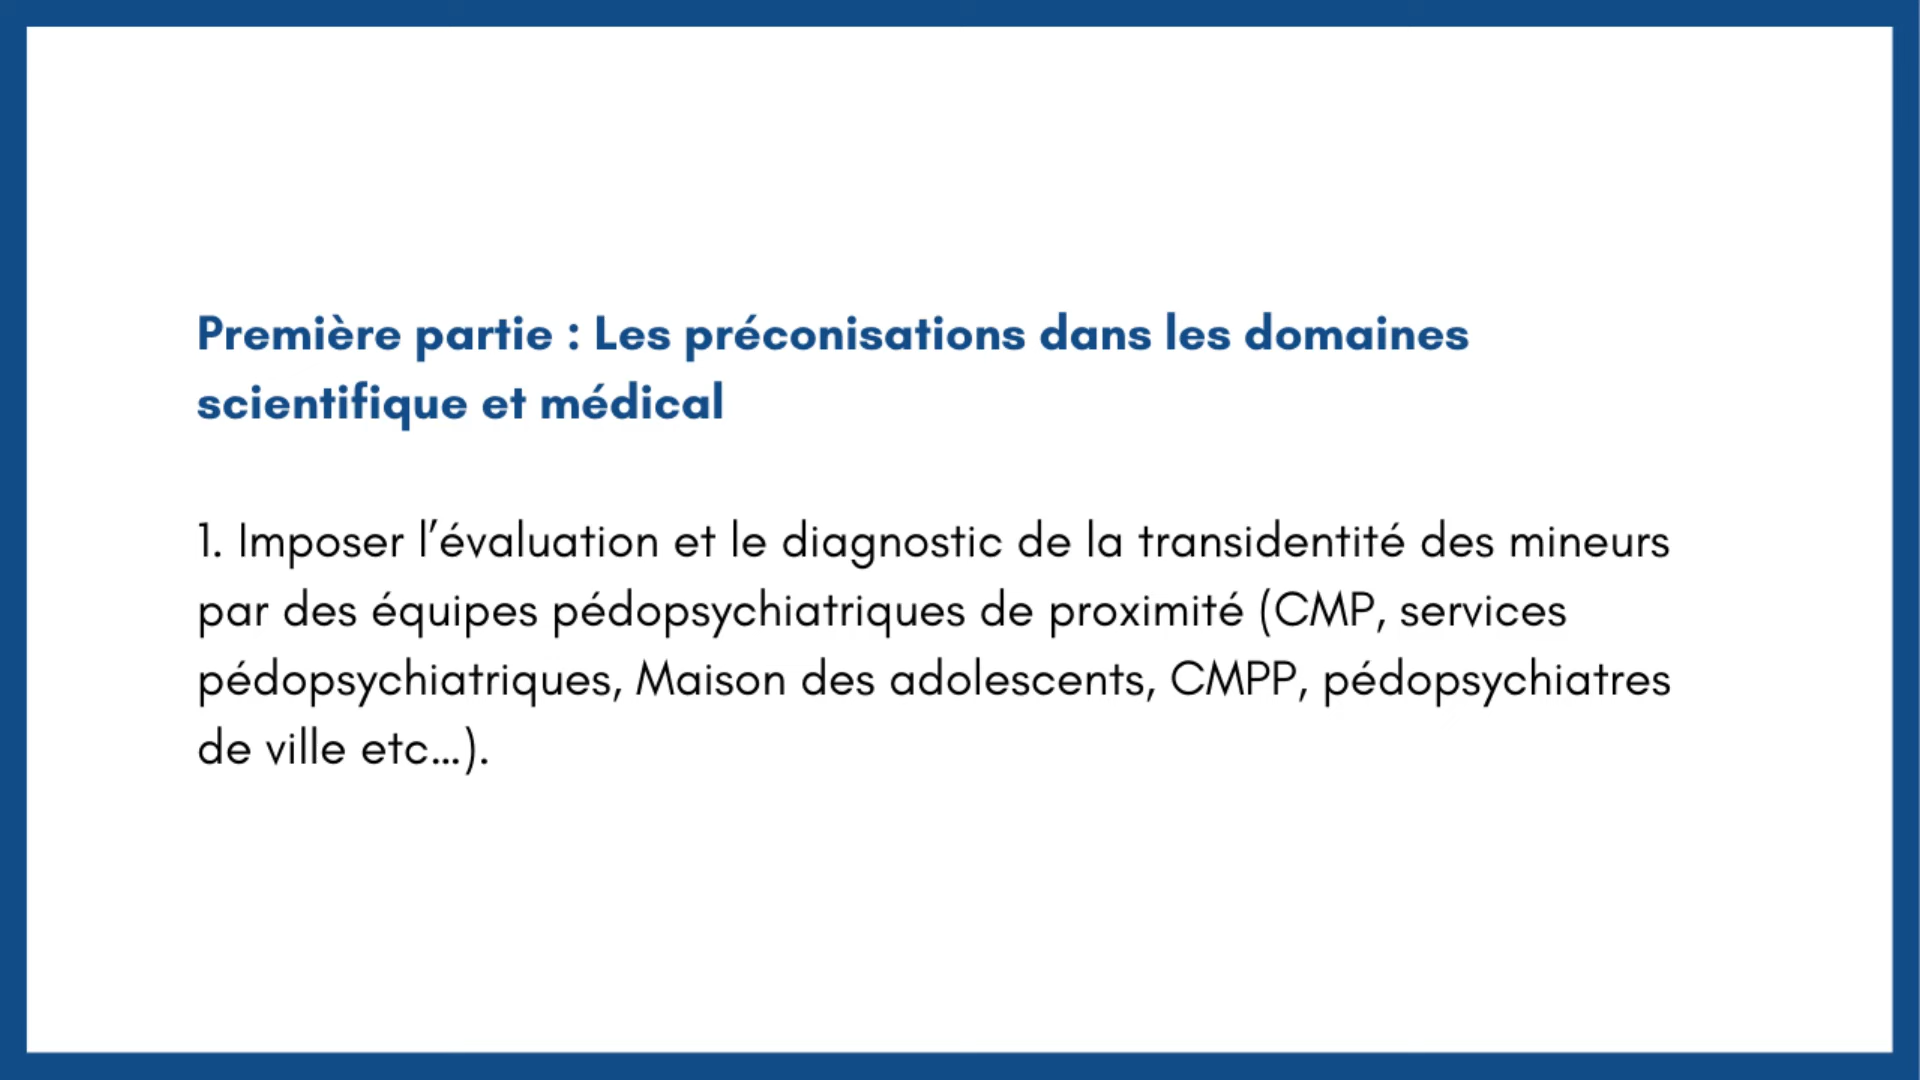 Première partie : Les préconisations dans les domaines
scientifique et médical
1. Imposer l’évaluation et le diagnostic de la transidentité des mineurs
par des équipes pédopsychiatriques de proximité (CMP, services
pédopsychiatriques, Maison des adolescents, CMPP, pédopsychiatres
de ville etc...).